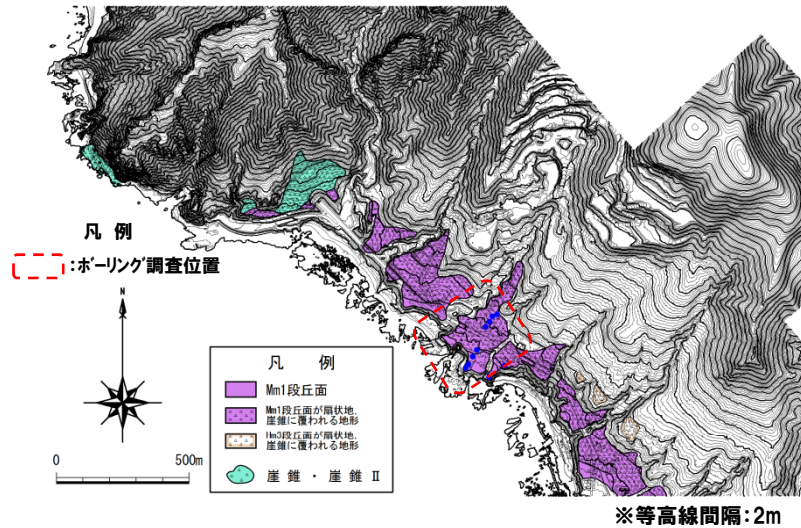 凡 例
:ボーリング調査位置
N
凡 例
Mm1段丘面
Mm1段丘面が扇状地,
崖錐に覆われる地形
Hm3段丘面が扇状地,
崖錐に覆われる地形
崖錐・崖錐Ⅱ
0 500m
※等高線間隔:2m